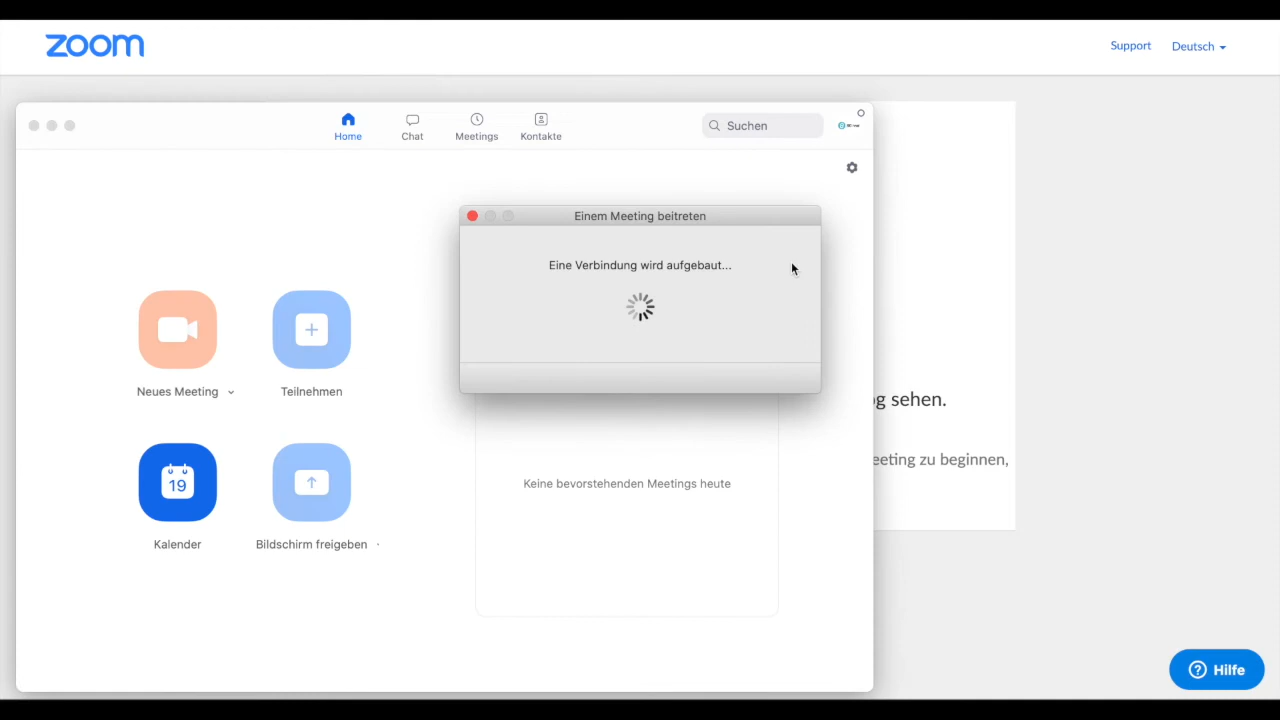 zoom
Support
Deutsch
Home
Chat
Meetings
Kontakte
Suchen
Einem Meeting beitreten
Eine Verbindung wird aufgebaut...
Neues Meeting
Teilnehmen
g sehen.
eeting zu beginnen,
19
Keine bevorstehenden Meetings heute
Kalender
Bildschirm freigeben
Hilfe